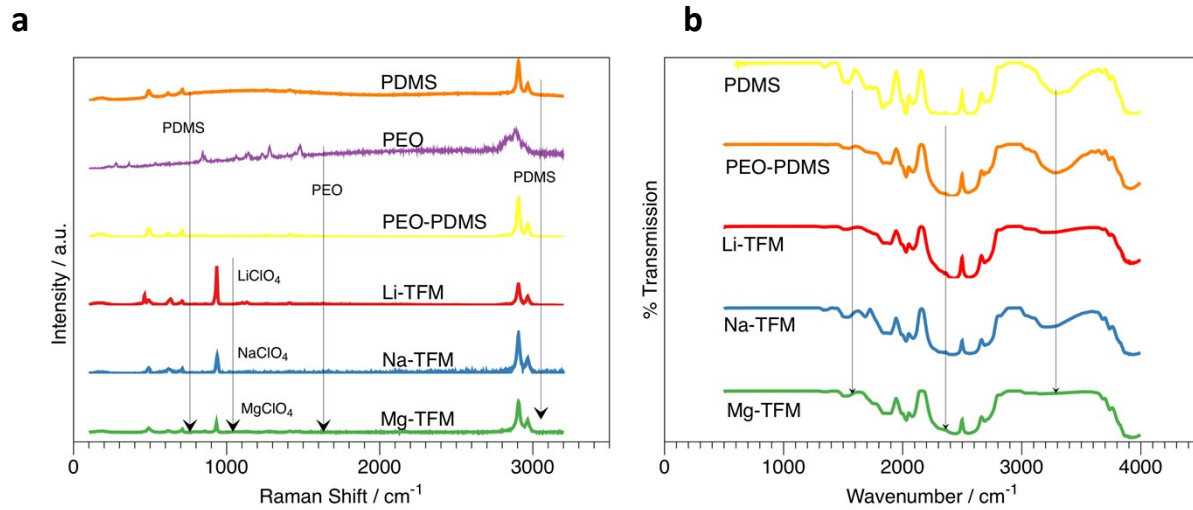 a
PDMS
PDMS
PEO
PDMS
PEO
PEO-PDMS
LiClO₄
Li-TFM
NaClO₄
Na-TFM
MgClO₄
Mg-TFM
Intensity / a.u.
0 1000 2000 3000
Raman Shift / cm⁻¹
b
PDMS
PEO-PDMS
Li-TFM
Na-TFM
Mg-TFM
% Transmission
0 1000 2000 3000 4000
Wavenumber / cm⁻¹